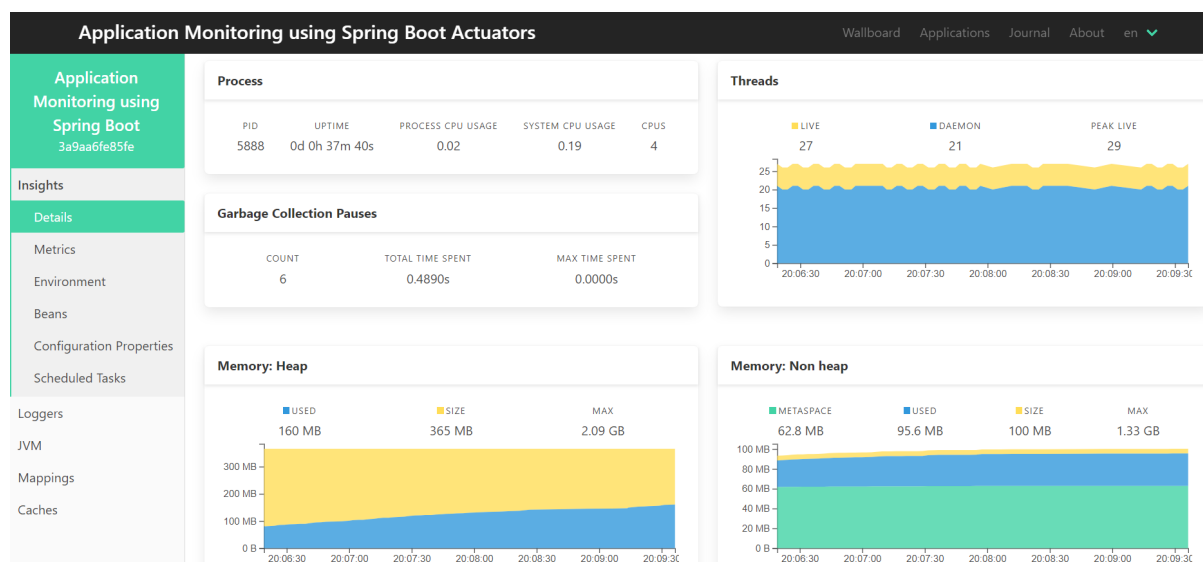 Application Monitoring using Spring Boot Actuators
Wallboard Applications Journal About en
Application
Monitoring using
Spring Boot
3a9aa6fe85fe
Insights
Details
Metrics
Environment
Beans
Configuration Properties
Scheduled Tasks
Loggers
JVM
Mappings
Caches
Process
PID UPTIME PROCESS CPU USAGE SYSTEM CPU USAGE CPUS
5888 0d 0h 37m 40s 0.02 0.19 4
Garbage Collection Pauses
COUNT TOTAL TIME SPENT MAX TIME SPENT
6 0.4890s 0.0000s
Threads
LIVE DAEMON PEAK LIVE
27 21 29
25
20
15
10
5
0
20:06:30 20:07:00 20:07:30 20:08:00 20:08:30 20:09:00 20:09:30
Memory: Heap
USED SIZE MAX
160 MB 365 MB 2.09 GB
300 MB
200 MB
100 MB
0 B
20:06:30 20:07:00 20:07:30 20:08:00 20:08:30 20:09:00 20:09:30
Memory: Non heap
METASPACE USED SIZE MAX
62.8 MB 95.6 MB 100 MB 1.33 GB
100 MB
80 MB
60 MB
40 MB
20 MB
0 B
20:06:30 20:07:00 20:07:30 20:08:00 20:08:30 20:09:00 20:09:30